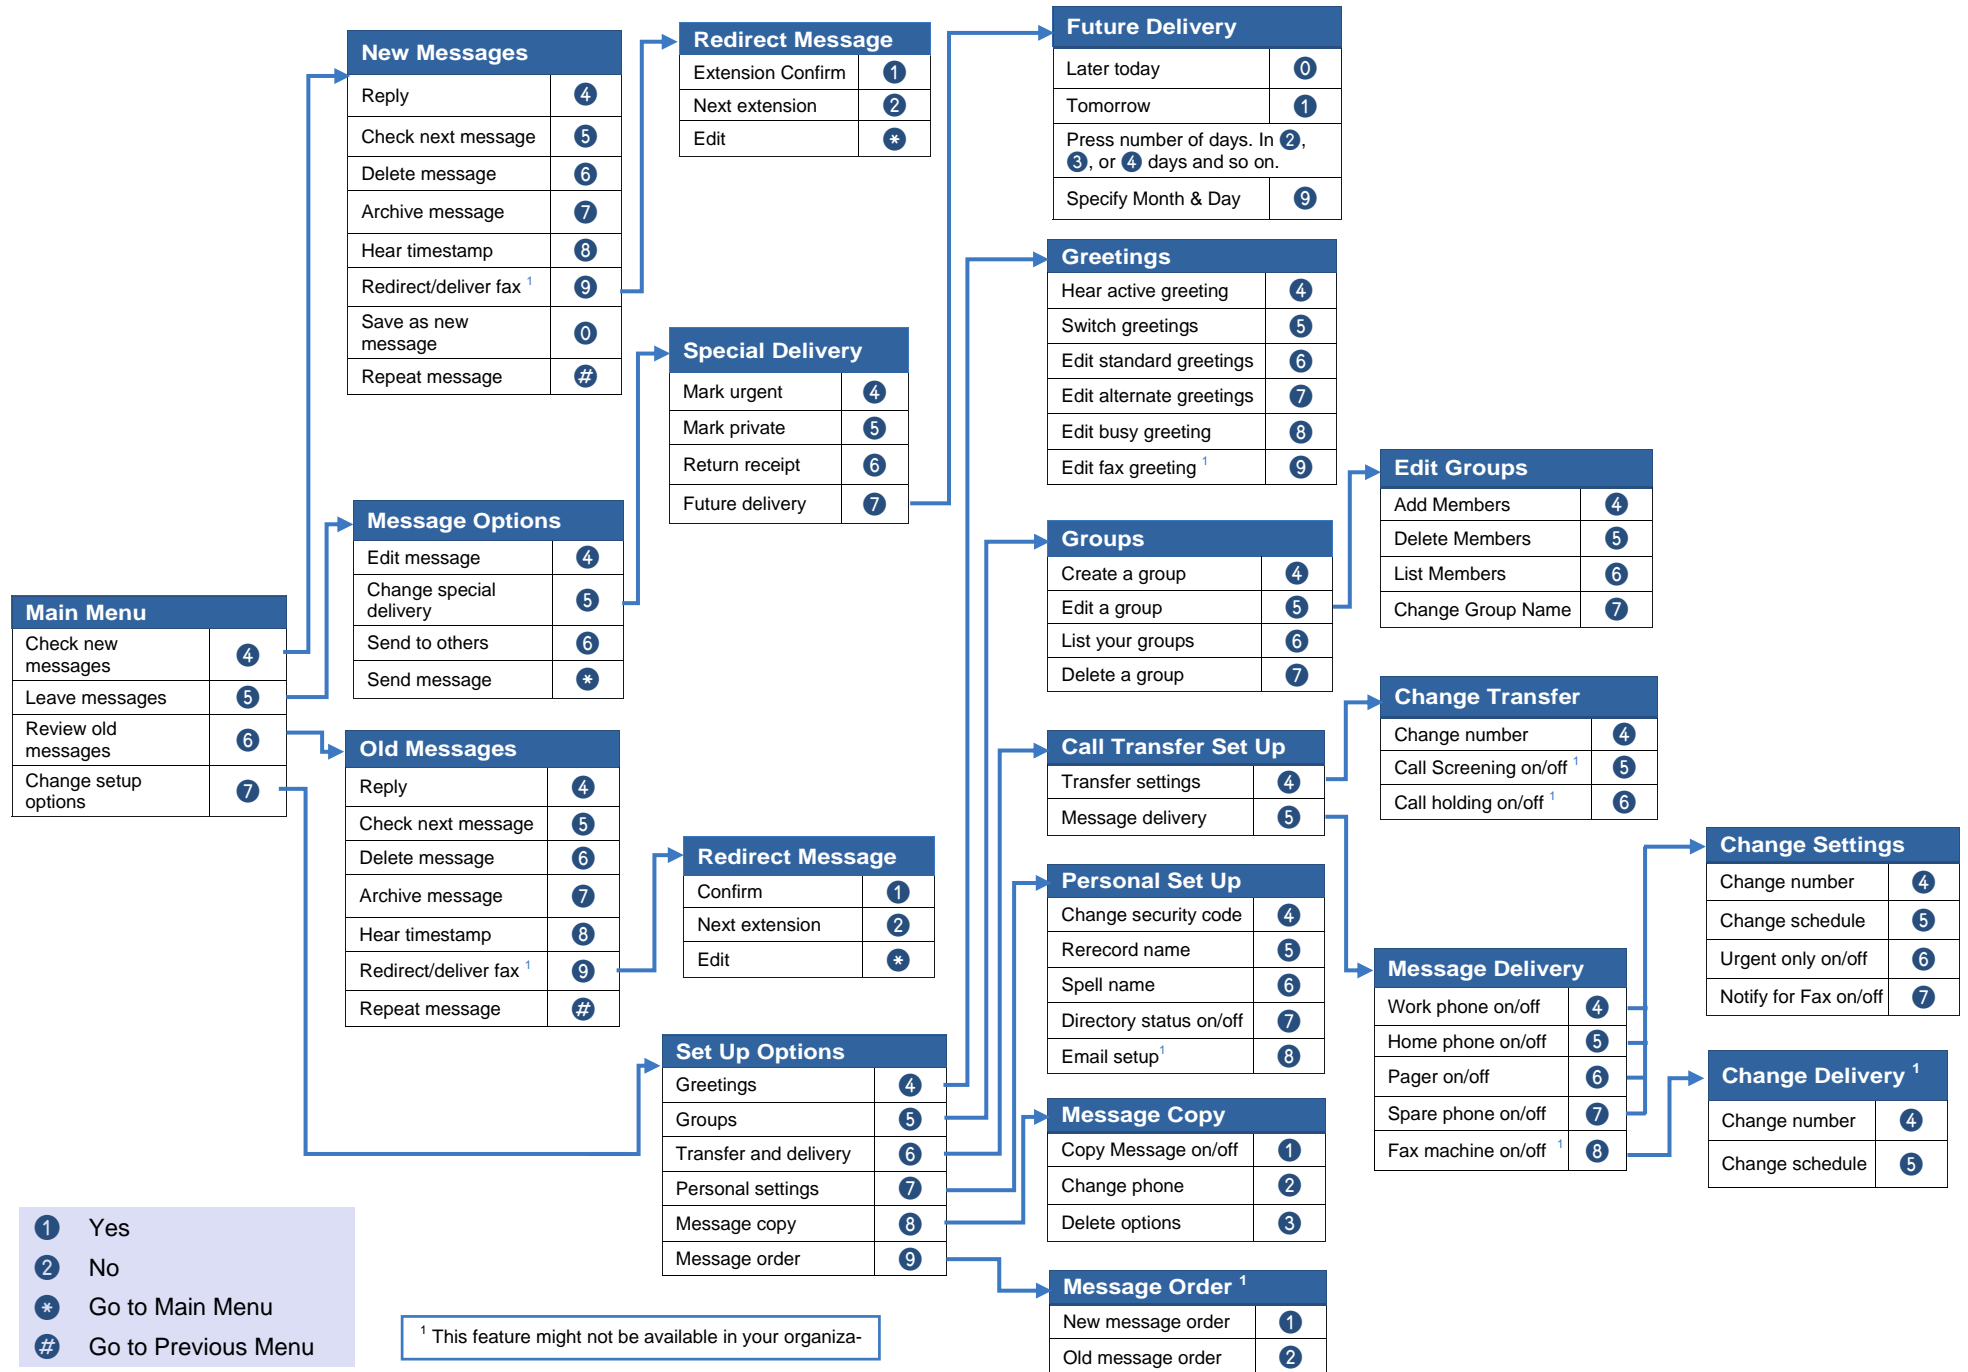 New Messages
Reply 4
Check next message 5
Delete message 6
Archive message 7
Hear timestamp 8
Redirect/deliver fax 1 9
Save as new
message 0
Repeat message #
Redirect Message
Extension Confirm 1
Next extension 2
Edit *
Future Delivery
Later today 0
Tomorrow 1
Press number of days. In 2,
3, or 4 days and so on.
Specify Month & Day 9
Special Delivery
Mark urgent 4
Mark private 5
Return receipt 6
Future delivery 7
Greetings
Hear active greeting 4
Switch greetings 5
Edit standard greetings 6
Edit alternate greetings 7
Edit busy greeting 8
Edit fax greeting 1 9
Message Options
Edit message 4
Change special
delivery 5
Send to others 6
Send message *
Groups
Create a group 4
Edit a group 5
List your groups 6
Delete a group 7
Edit Groups
Add Members 4
Delete Members 5
List Members 6
Change Group Name 7
Main Menu
Check new
messages 4
Leave messages 5
Review old
messages 6
Change setup
options 7
Old Messages
Reply 4
Check next message 5
Delete message 6
Archive message 7
Hear timestamp 8
Redirect/deliver fax 1 9
Repeat message #
Redirect Message
Confirm 1
Next extension 2
Edit *
Call Transfer Set Up
Transfer settings 4
Message delivery 5
Change Transfer
Change number 4
Call Screening on/off 1 5
Call holding on/off 1 6
Personal Set Up
Change security code 4
Rerecord name 5
Spell name 6
Directory status on/off 7
Email setup1 8
Message Delivery
Work phone on/off 4
Home phone on/off 5
Pager on/off 6
Spare phone on/off 7
Fax machine on/off 1 8
Change Settings
Change number 4
Change schedule 5
Urgent only on/off 6
Notify for Fax on/off 7
Change Delivery 1
Change number 4
Change schedule 5
Set Up Options
Greetings 4
Groups 5
Transfer and delivery 6
Personal settings 7
Message copy 8
Message order 9
Message Copy
Copy Message on/off 1
Change phone 2
Delete options 3
Message Order 1
New message order 1
Old message order 2
1 Yes
2 No
* Go to Main Menu
# Go to Previous Menu
1 This feature might not be available in your organiza-